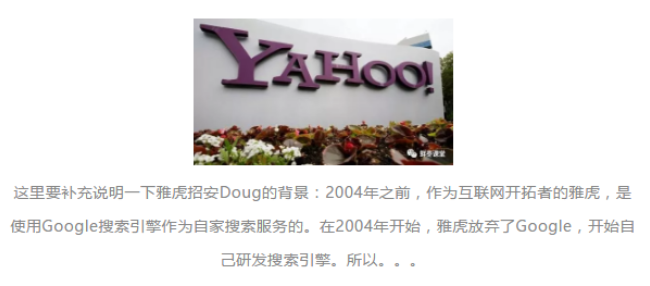 YAHOO!
这里要补充说明一下雅虎招安Doug的背景：2004年之前，作为互联网开拓者的雅虎，是
使用Google搜索引擎作为自家搜索服务的。在2004年开始，雅虎放弃了Google，开始自
己研发搜索引擎。所以。。。